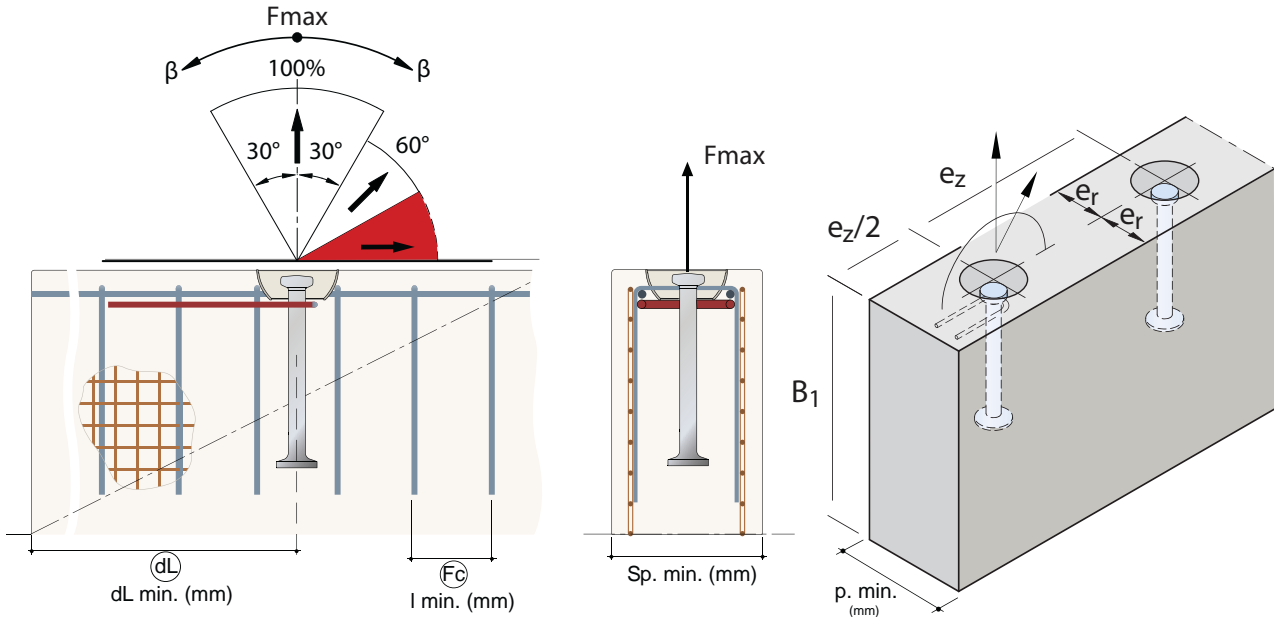 Fmax
β
β
100%
30°
30°
60°
dL
dL min. (mm)
Fc
I min. (mm)
Fmax
Sp. min. (mm)
ez
ez/2
er
er
B1
p. min.
(mm)